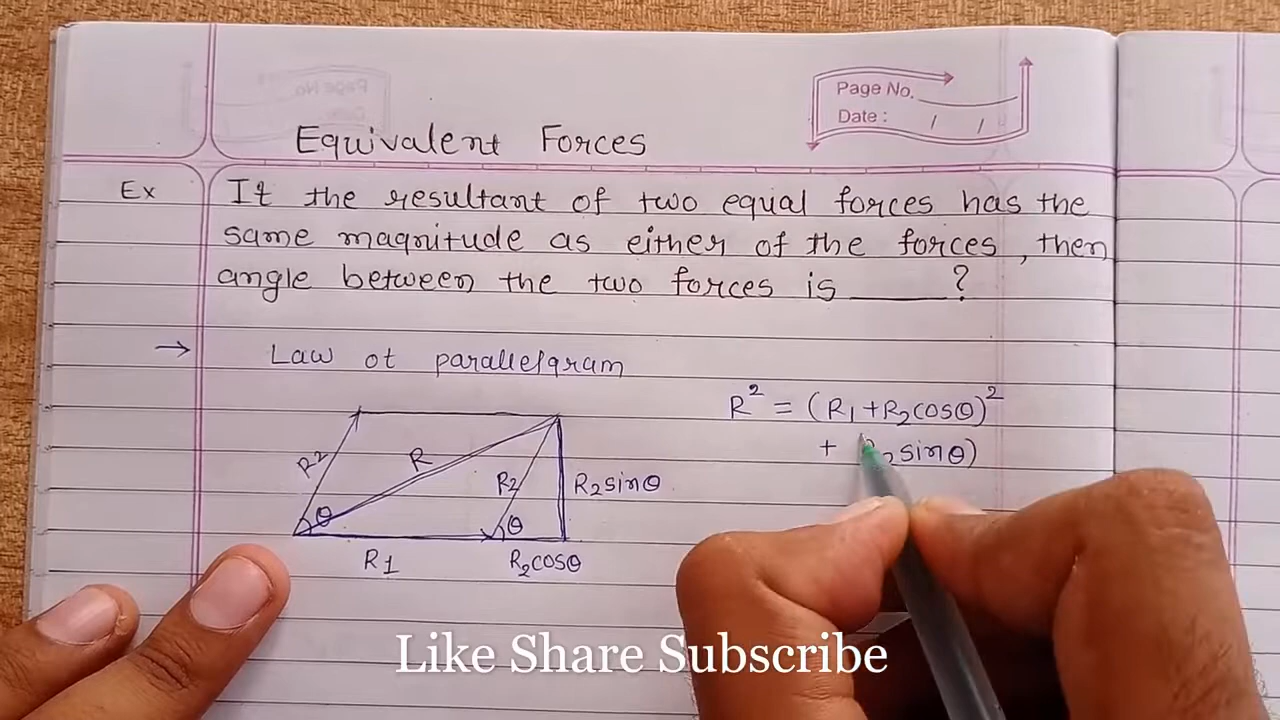 Page No.
Date : / /
Equivalent Forces
Ex
If the resultant of two equal forces has the
same magnitude as either of the forces, then
angle between the two forces is ____?
→ Law of parallelgram
R² = (R₁+R₂cosθ)²
+ ₂sinθ)
R2
R
R2
R₂sinθ
θ
θ
R1
R₂cosθ
Like Share Subscribe